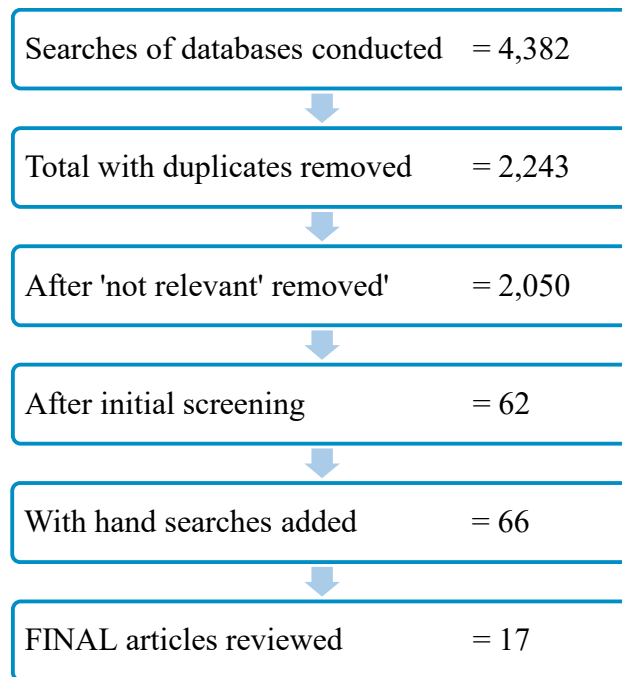 Searches of databases conducted = 4,382
Total with duplicates removed = 2,243
After 'not relevant' removed' = 2,050
After initial screening = 62
With hand searches added = 66
FINAL articles reviewed = 17